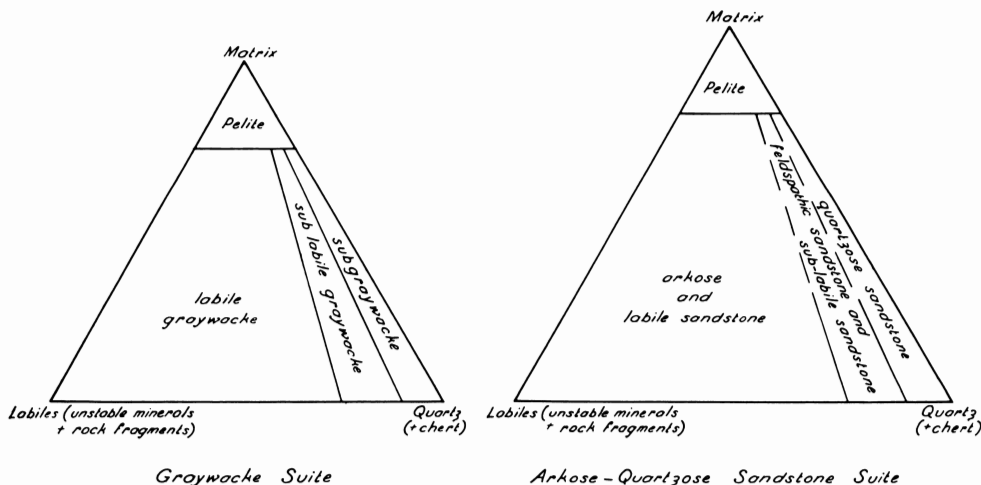 Matrix
Pelite
sub labile graywacke
subgraywacke
labile
graywacke
Labiles (unstable minerals
+ rock fragments)
Quartz
(+chert)
Graywacke Suite
Matrix
Pelite
feldspathic sandstone and
sub-labile sandstone
quartzose sandstone
arkose
and
labile sandstone
Labiles (unstable minerals
+ rock fragments)
Quartz
(+chert)
Arkose - Quartzose Sandstone Suite